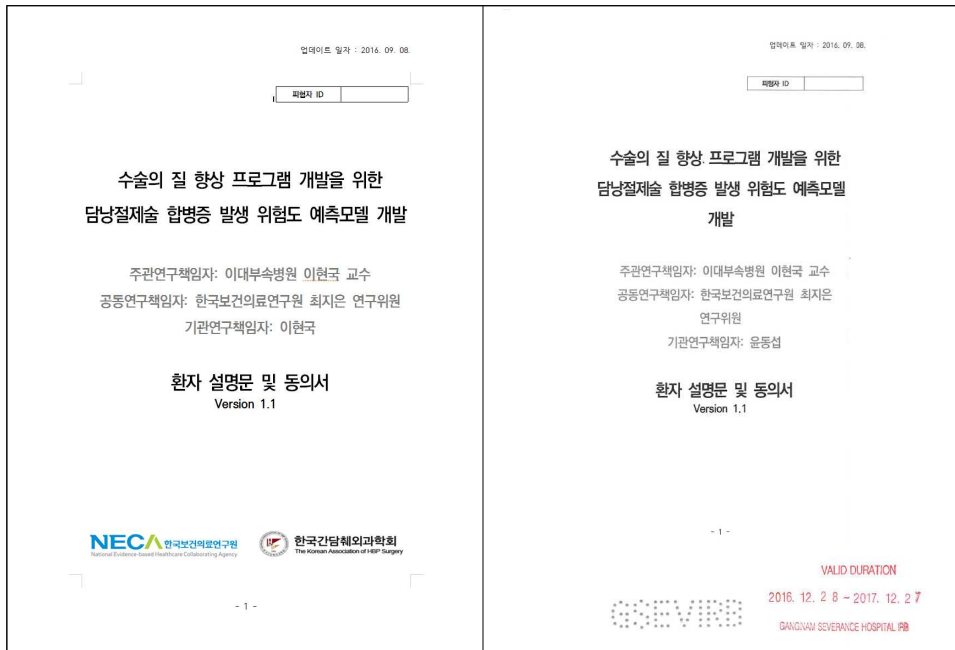 업데이트 일자 : 2016. 09. 08.
피험자 ID
수술의 질 향상 프로그램 개발을 위한
담낭절제술 합병증 발생 위험도 예측모델 개발
주관연구책임자: 이대부속병원 이현국 교수
공동연구책임자: 한국보건의료연구원 최지은 연구위원
기관연구책임자: 이현국
환자 설명문 및 동의서
Version 1.1
NECA 한국보건의료연구원
National Evidence-based Healthcare Collaborating Agency
한국간담췌외과학회
The Korean Association of HBP Surgery
- 1 -
업데이트 일자 : 2016. 09. 08.
피험자 ID
수술의 질 향상 프로그램 개발을 위한
담낭절제술 합병증 발생 위험도 예측모델
개발
주관연구책임자: 이대부속병원 이현국 교수
공동연구책임자: 한국보건의료연구원 최지은
연구위원
기관연구책임자: 윤동섭
환자 설명문 및 동의서
Version 1.1
- 1 -
VALID DURATION
2016. 12. 28 - 2017. 12. 27
GANGNAM SEVERANCE HOSPITAL IRB
GSEVIRB